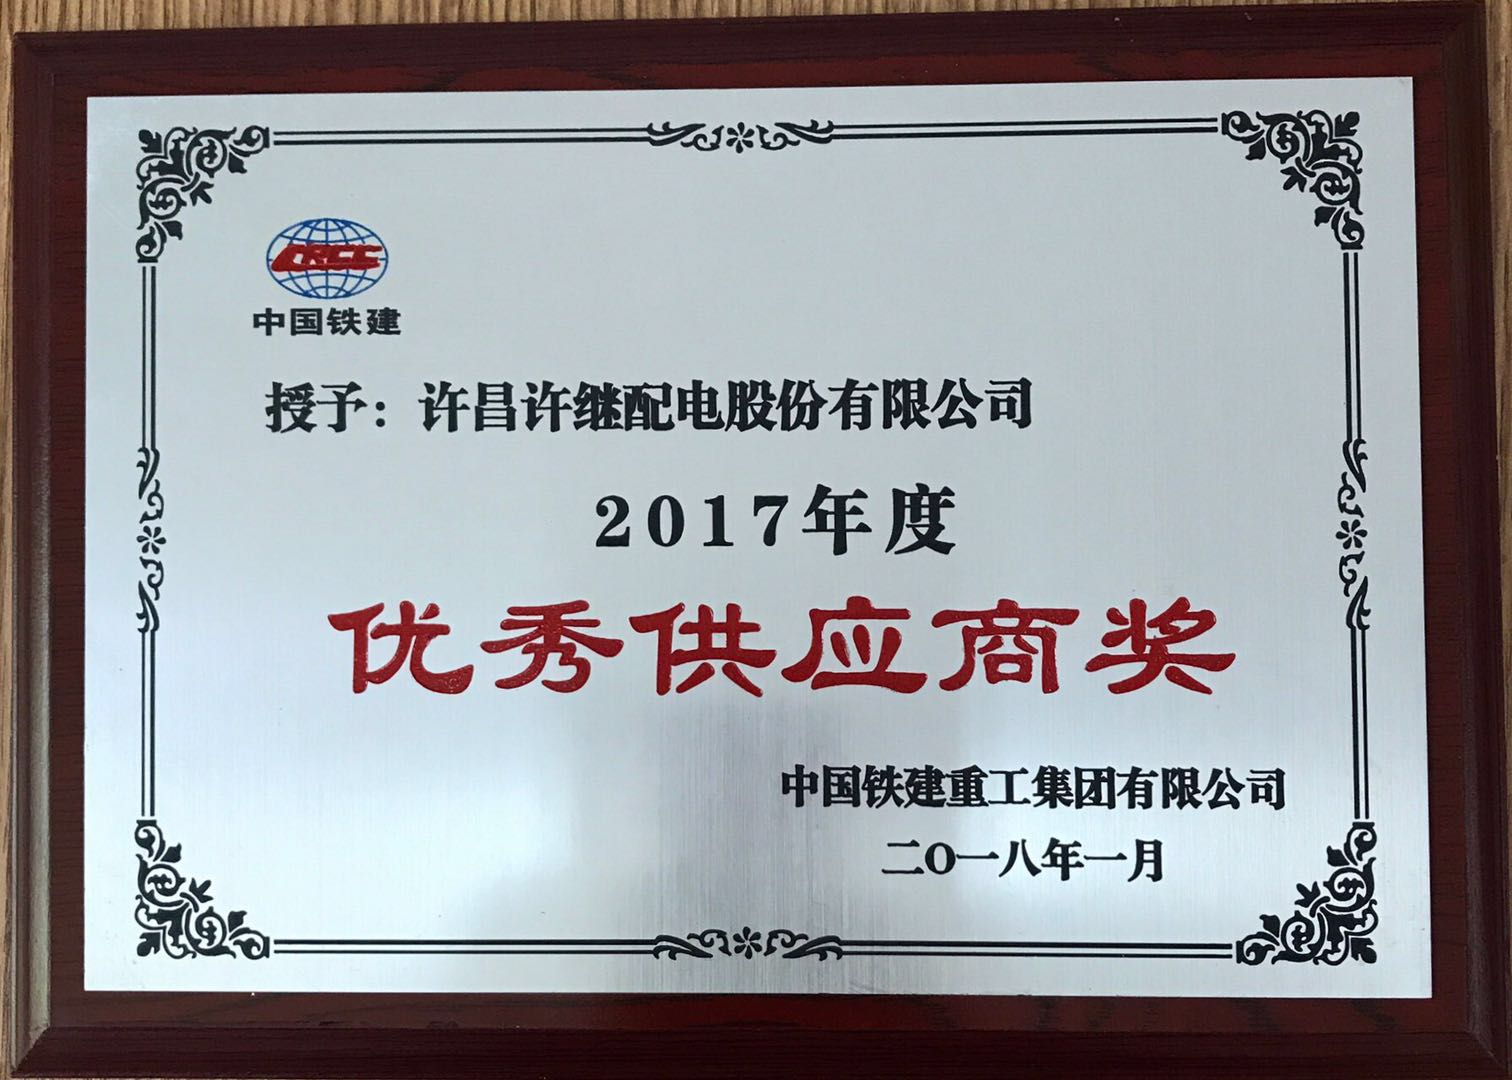 CRCC
中国铁建
授予：许昌许继配电股份有限公司
2017年度
优秀供应商奖
中国铁建重工集团有限公司
二O一八年一月